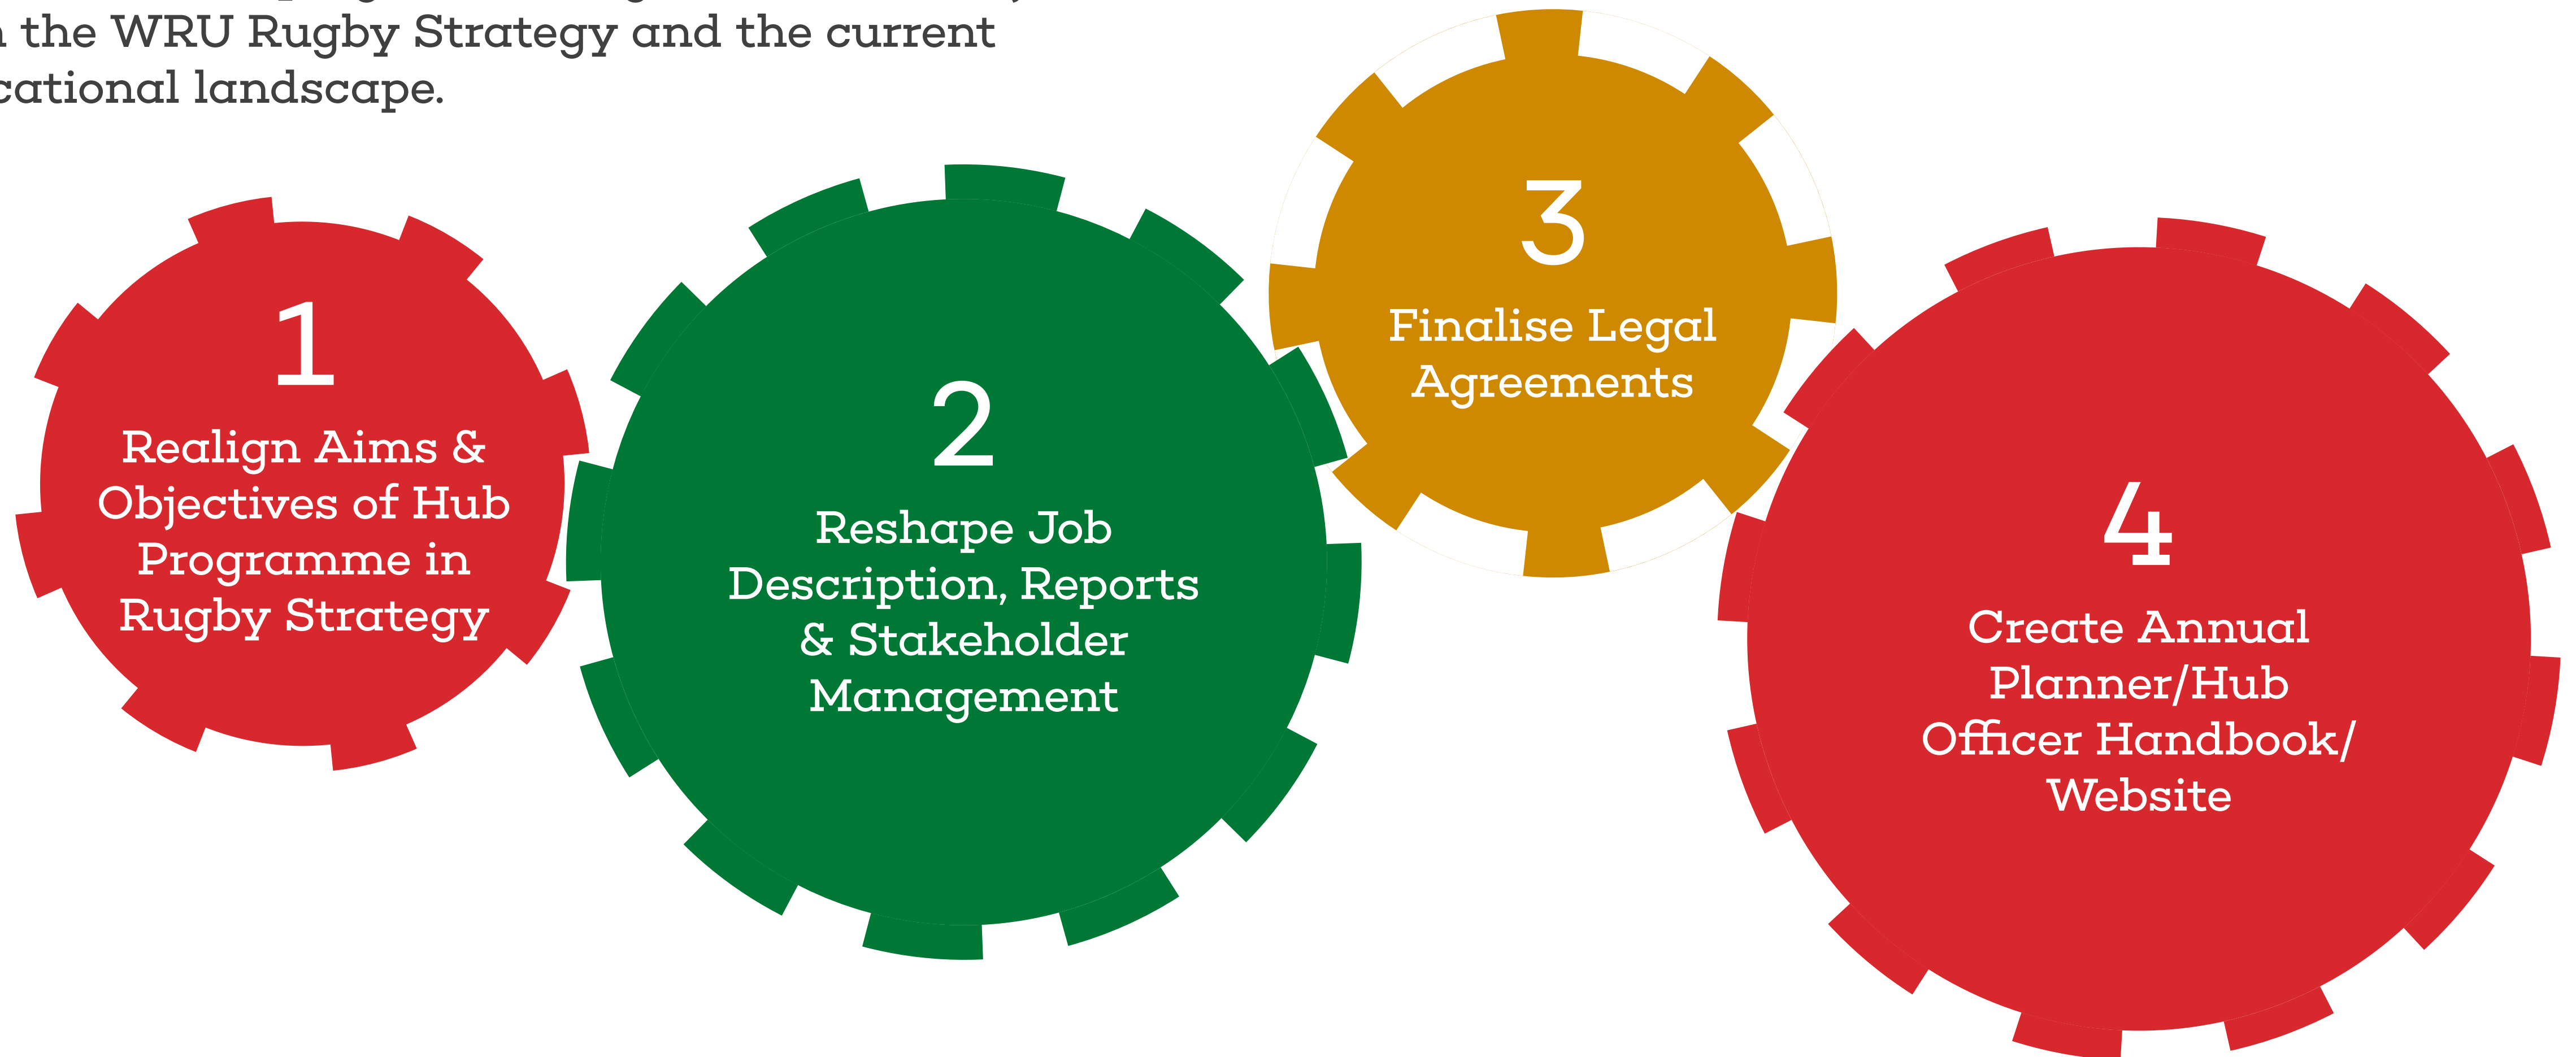 the WRU Rugby Strategy and the current
landscape.
1
Realign Aims &
Objectives of Hub
Programme in
Rugby Strategy
2
Reshape Job
Description, Reports
& Stakeholder
Management
3
Finalise Legal
Agreements
4
Create Annual
Planner/Hub
Officer Handbook/
Website